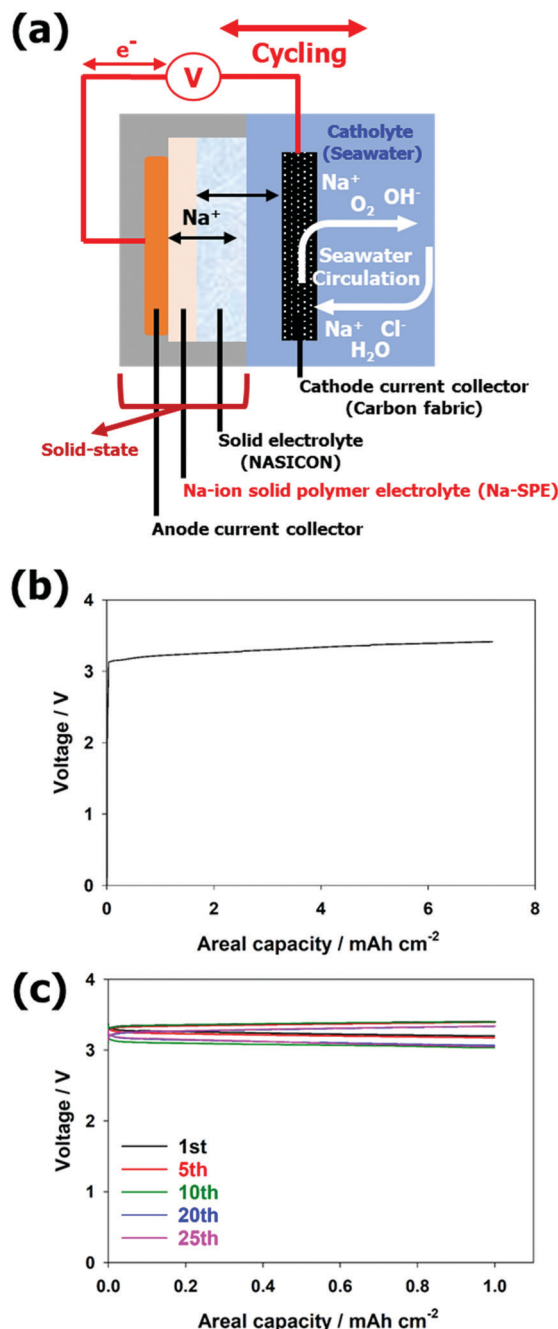 (a)
Cycling
e-
V
Catholyte
(Seawater)
Na+
O2 OH-
Na+
Seawater
Circulation
Na+ Cl-
H2O
Cathode current collector
(Carbon fabric)
Solid-state
Solid electrolyte
(NASICON)
Na-ion solid polymer electrolyte (Na-SPE)
Anode current collector
(b)
4
3
2
1
0
Voltage / V
0 2 4 6 8
Areal capacity / mAh cm-2
(c)
4
3
2
1
0
Voltage / V
1st
5th
10th
20th
25th
0.0 0.2 0.4 0.6 0.8 1.0
Areal capacity / mAh cm-2